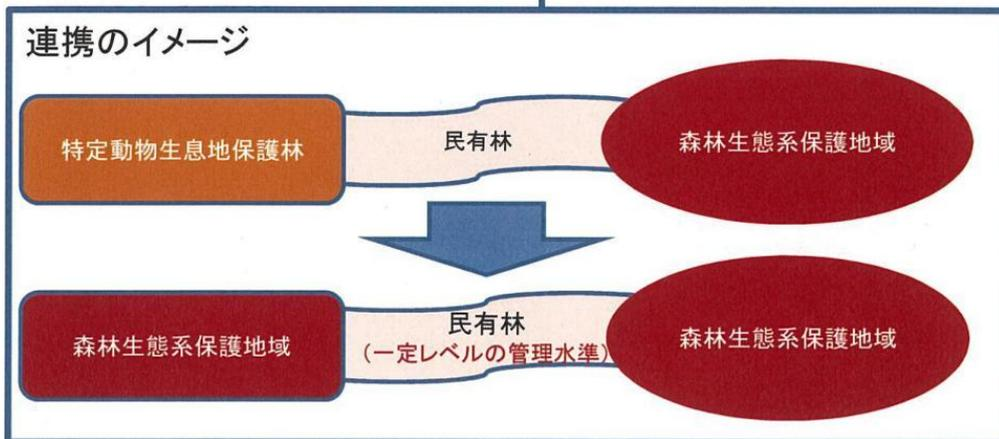 連携のイメージ
特定動物生息地保護林
民有林
森林生態系保護地域
森林生態系保護地域
民有林
（一定レベルの管理水準）
森林生態系保護地域